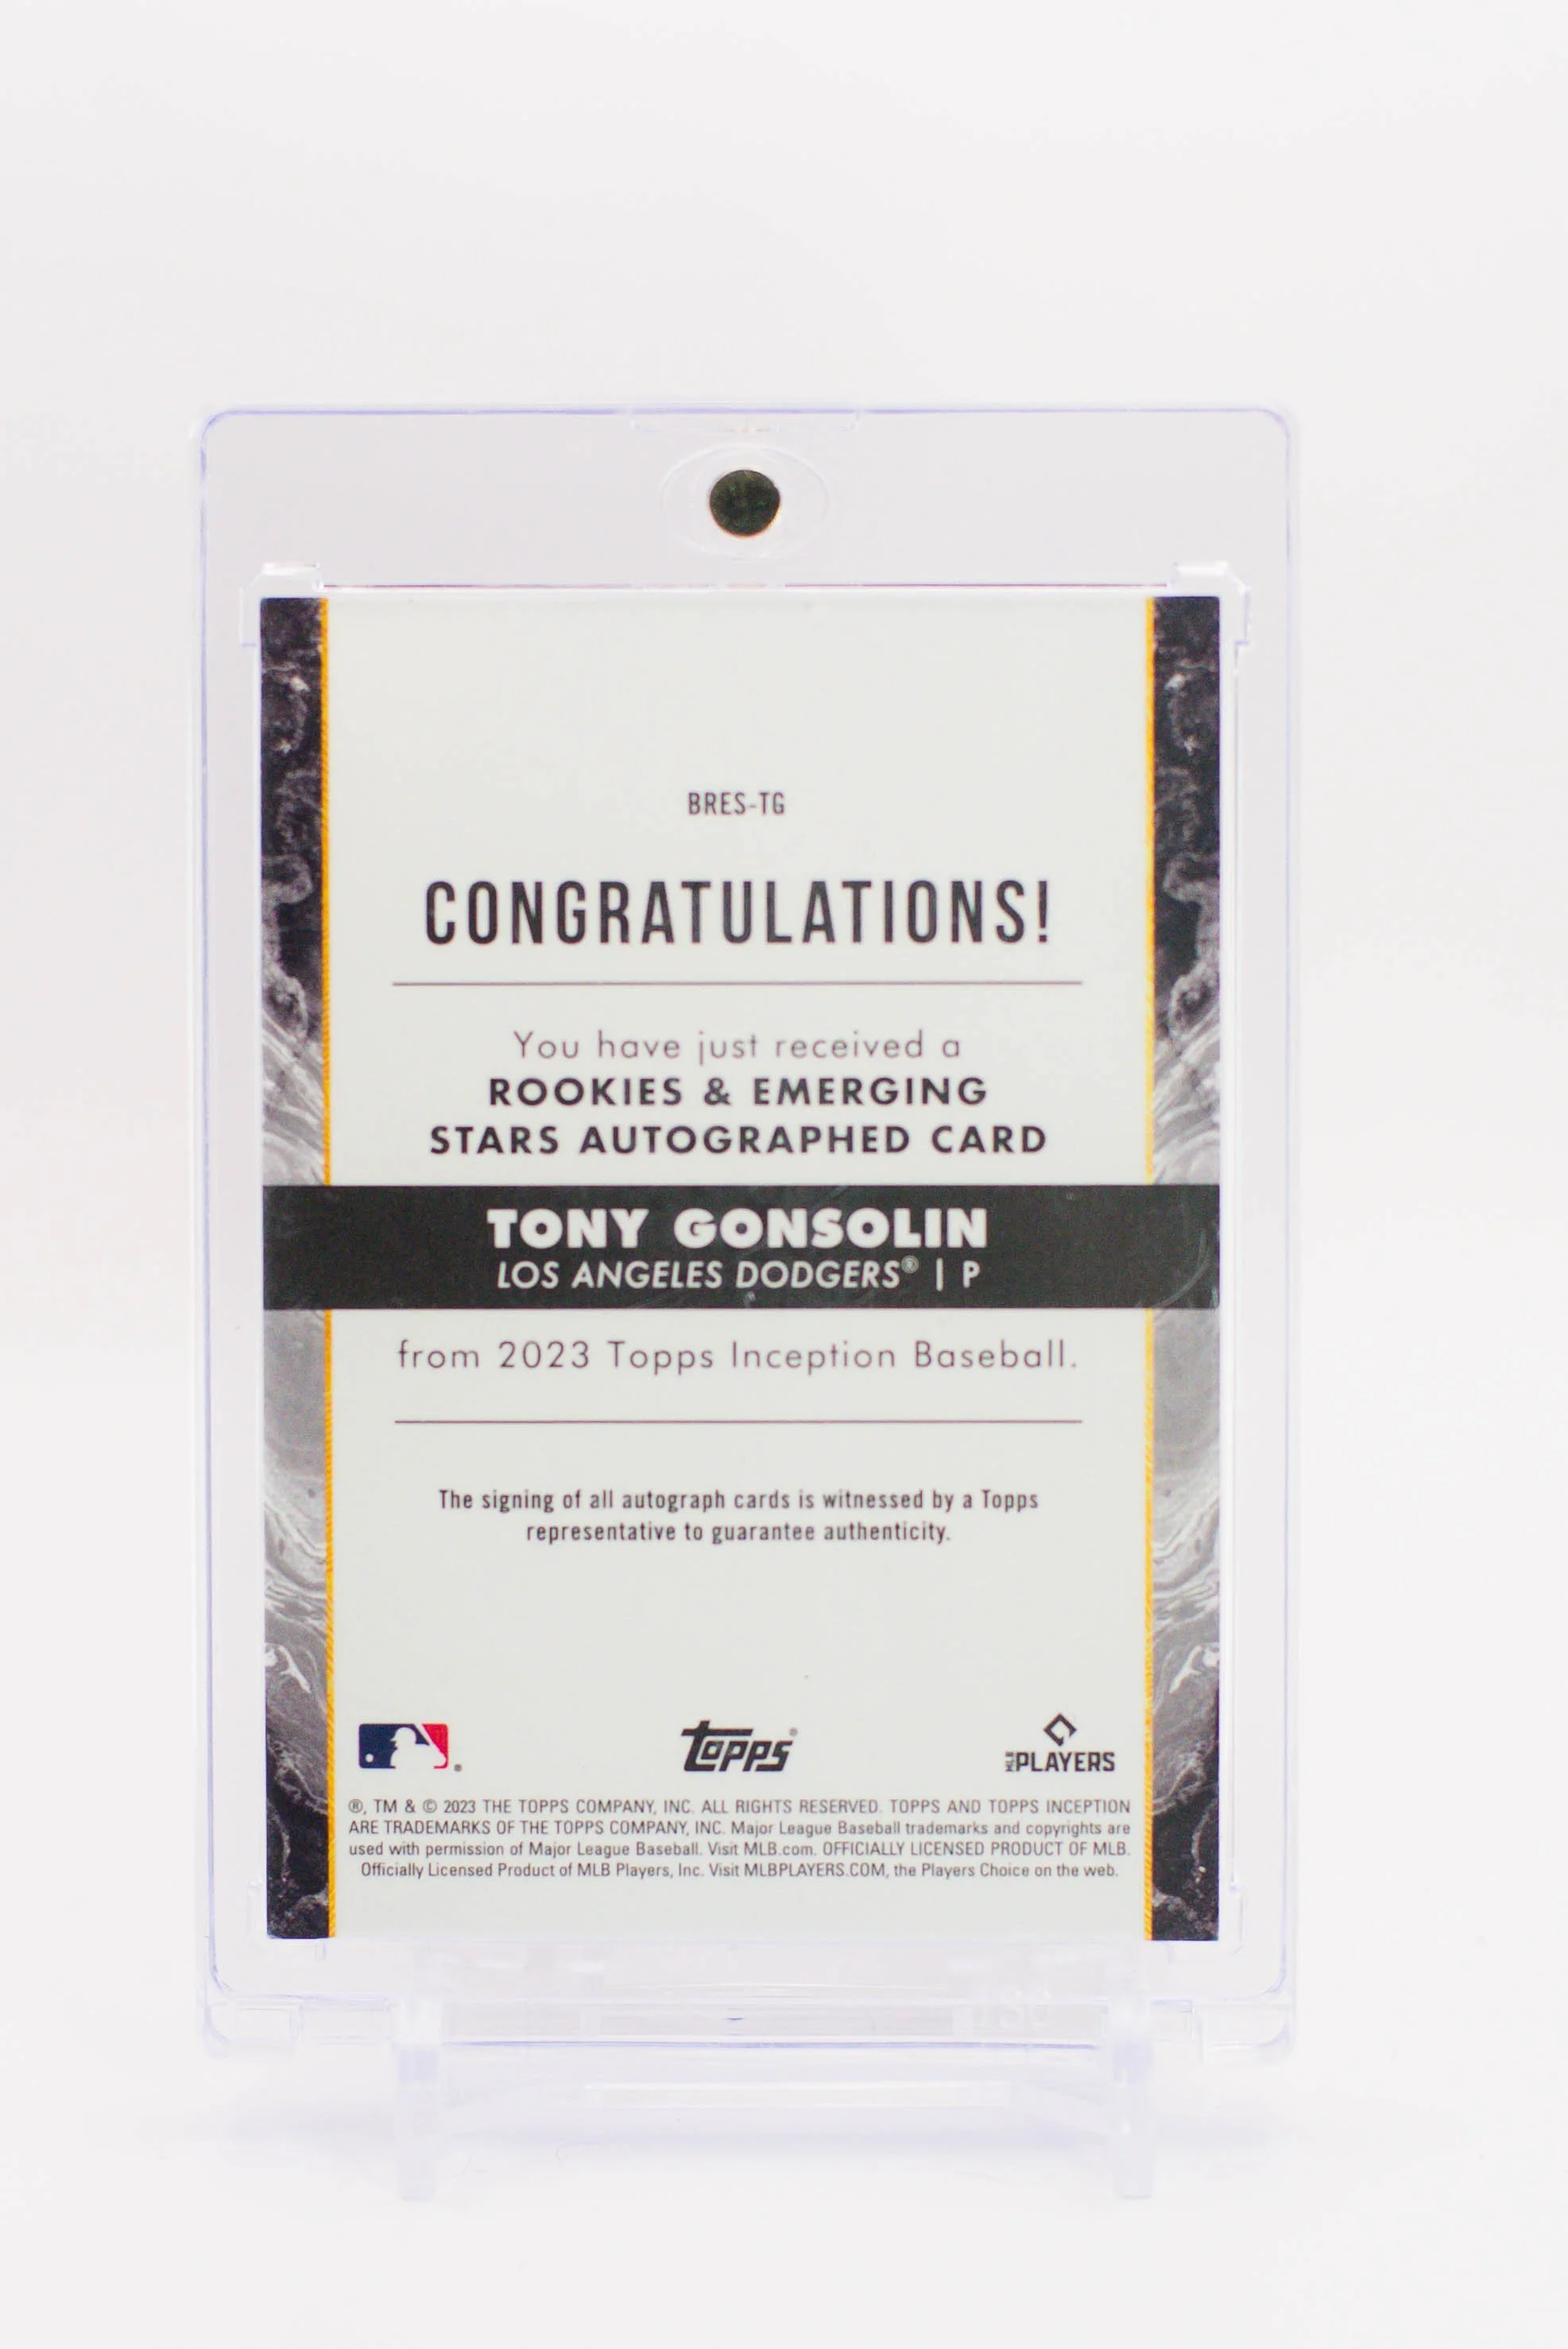 BRES-TG
CONGRATULATIONS!
You have just received a
ROOKIES & EMERGING
STARS AUTOGRAPHED CARD
TONY GONSOLIN
LOS ANGELES DODGERS® | P
from 2023 Topps Inception Baseball.
The signing of all autograph cards is witnessed by a Topps
representative to guarantee authenticity.
®
Topps®
MLB PLAYERS
®, TM & © 2023 THE TOPPS COMPANY, INC. ALL RIGHTS RESERVED. TOPPS AND TOPPS INCEPTION
ARE TRADEMARKS OF THE TOPPS COMPANY, INC. Major League Baseball trademarks and copyrights are
used with permission of Major League Baseball. Visit MLB.com. OFFICIALLY LICENSED PRODUCT OF MLB.
Officially Licensed Product of MLB Players, Inc. Visit MLBPLAYERS.COM, the Players Choice on the web.